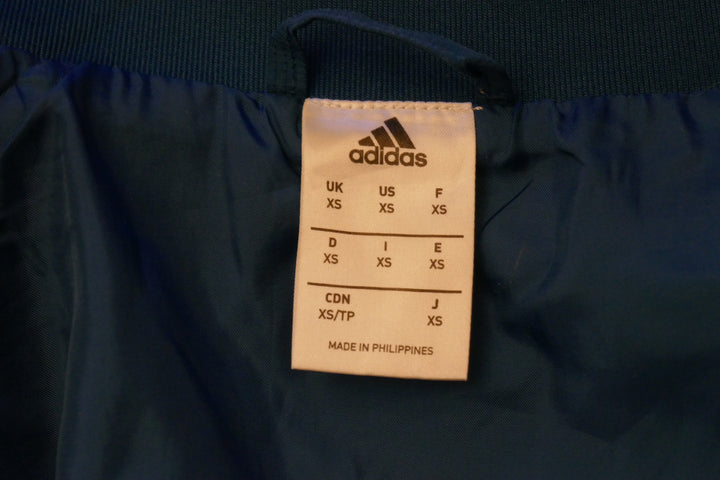 adidas
UK US F
XS XS XS
D I E
XS XS XS
CDN J
XS/TP XS
MADE IN PHILIPPINES